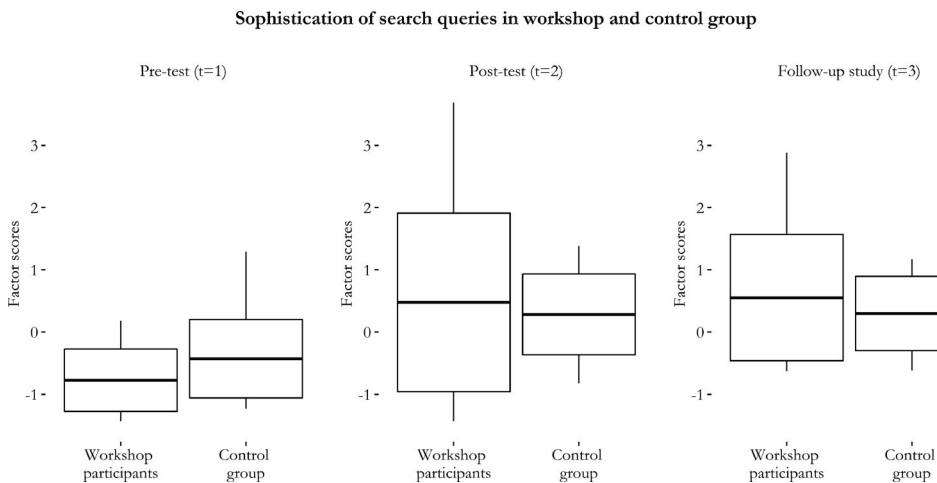 Sophistication of search queries in workshop and control group
Pre-test (t=1)
Post-test (t=2)
Follow-up study (t=3)
Factor scores
3
2
1
0
-1
Workshop
participants
Control
group
Factor scores
3
2
1
0
-1
Workshop
participants
Control
group
Factor scores
3
2
1
0
-1
Workshop
participants
Control
group